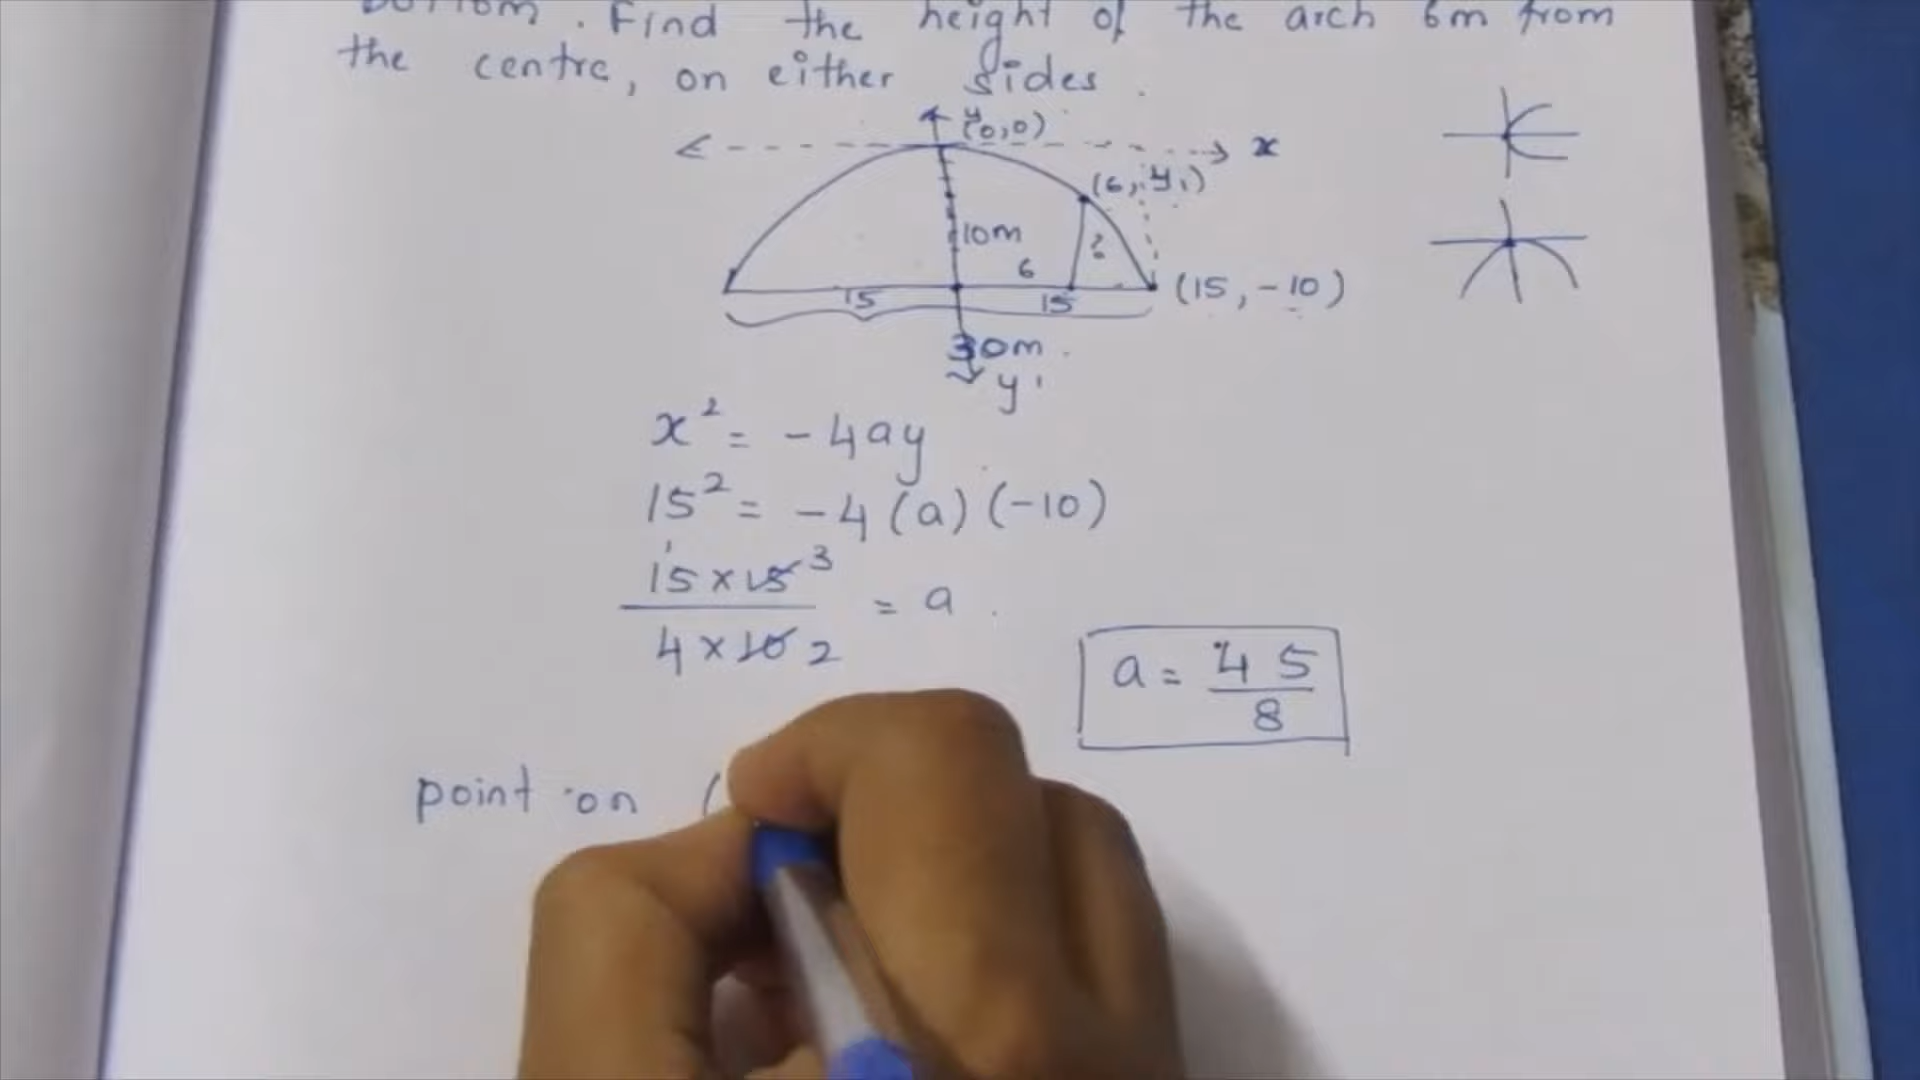 bottom. Find the height of the arch 6m from
the centre, on either sides.
y
(0,0)
x
(6, y₁)
10m
6
?
15
15
(15, -10)
30m.
y'
x² = -4ay
15² = -4(a)(-10)
1 3
15 × 15
4 × 10 2
= a.
a = 45
8
point on (